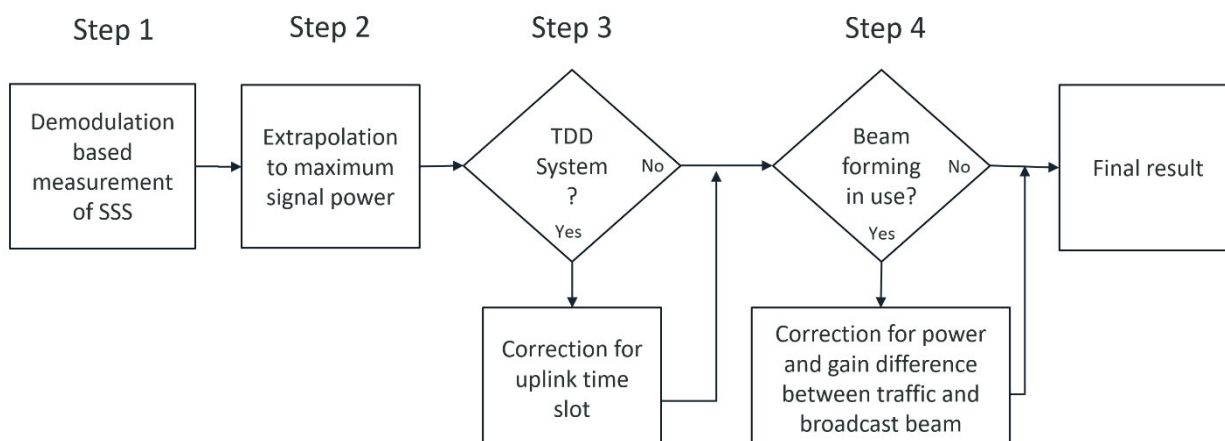 Step 1
Step 2
Step 3
Step 4
Demodulation
based
measurement
of SSS
Extrapolation
to maximum
signal power
TDD
System
?
No
Yes
Beam
forming
in use?
No
Yes
Final result
Correction for
uplink time
slot
Correction for power
and gain difference
between traffic and
broadcast beam